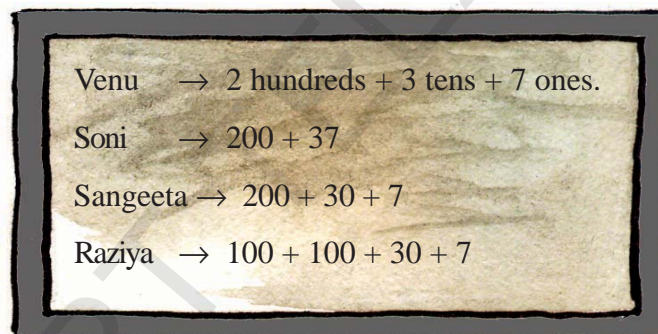 Venu → 2 hundreds + 3 tens + 7 ones.
Soni → 200 + 37
Sangeeta → 200 + 30 + 7
Raziya → 100 + 100 + 30 + 7